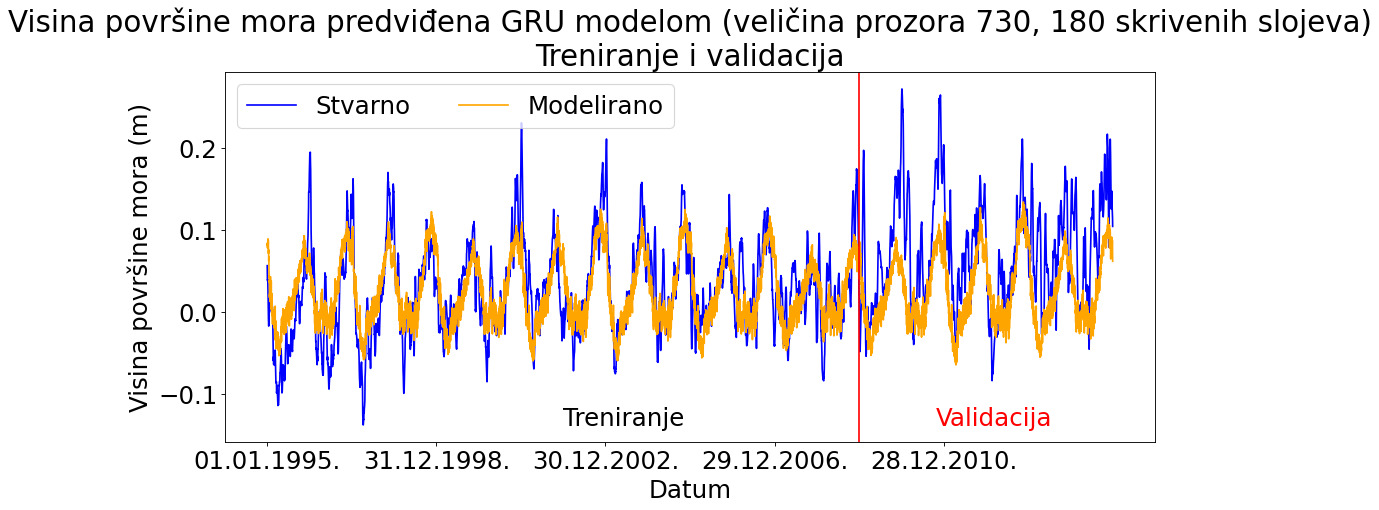 Visina površine mora predviđena GRU modelom (veličina prozora 730, 180 skrivenih slojeva)
Treniranje i validacija
Stvarno
Modelirano
Visina površine mora (m)
0.2
0.1
0.0
−0.1
Treniranje
Validacija
01.01.1995.
31.12.1998.
30.12.2002.
29.12.2006.
28.12.2010.
Datum